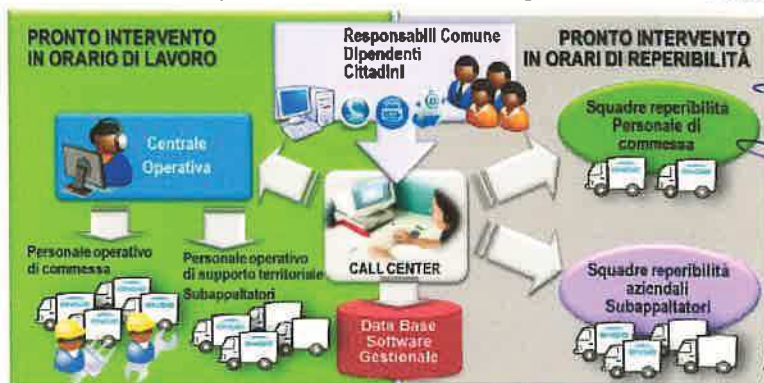 PRONTO INTERVENTO
IN ORARIO DI LAVORO
Responsabili Comune
Dipendenti
Cittadini
PRONTO INTERVENTO
IN ORARI DI REPERIBILITÀ
Centrale
Operativa
Squadre reperibilità
Personale di
commessa
CALL CENTER
Personale operativo
di commessa
Personale operativo
di supporto territoriale
Subappaltatori
Data Base
Software
Gestionale
Squadre reperibilità
aziendali
Subappaltatori